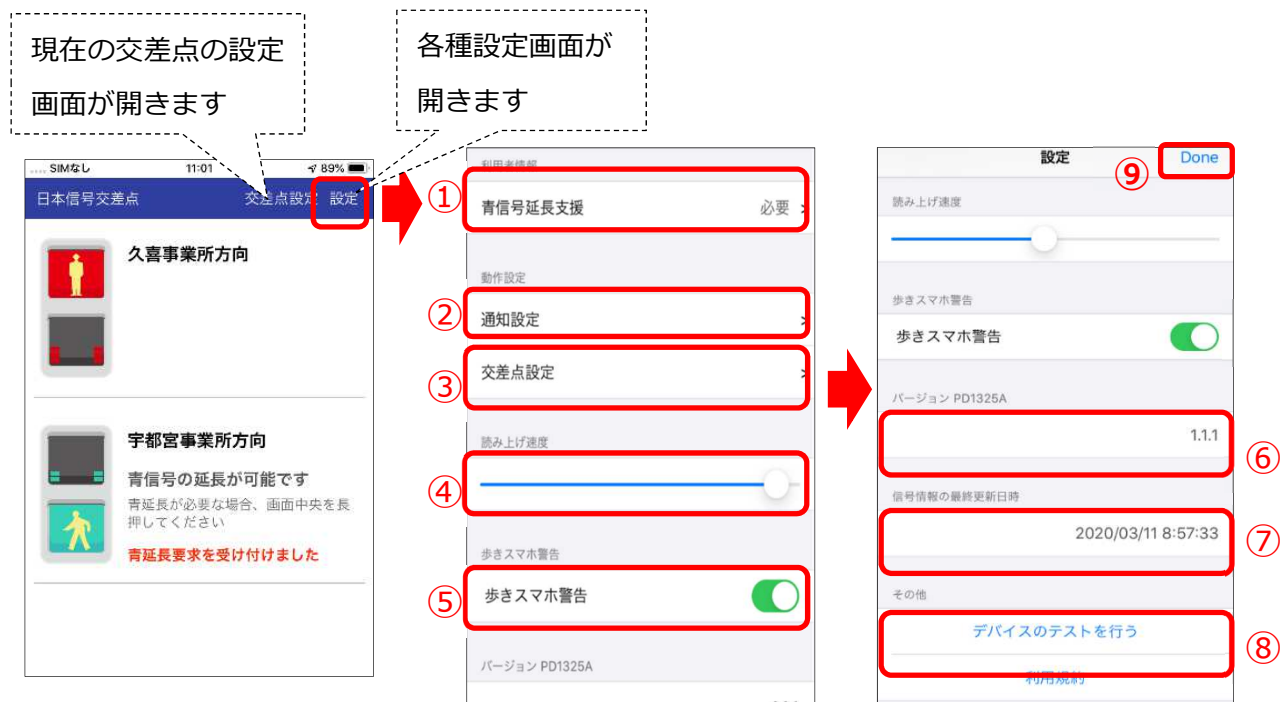 現在の交差点の設定
画面が開きます
各種設定画面が
開きます
SIMなし 11:01 89%
日本信号交差点 交差点設定 設定
久喜事業所方向
宇都宮事業所方向
青信号の延長が可能です
青延長が必要な場合、画面中央を長
押してください
青延長要求を受け付けました
利用者情報
① 青信号延長支援 必要 >
動作設定
② 通知設定 >
③ 交差点設定 >
読み上げ速度
④
歩きスマホ警告
⑤ 歩きスマホ警告
バージョン PD1325A
設定 ⑨ Done
読み上げ速度
歩きスマホ警告
歩きスマホ警告
バージョン PD1325A
1.1.1 ⑥
信号情報の最終更新日時
2020/03/11 8:57:33 ⑦
その他
デバイスのテストを行う
⑧
利用規約